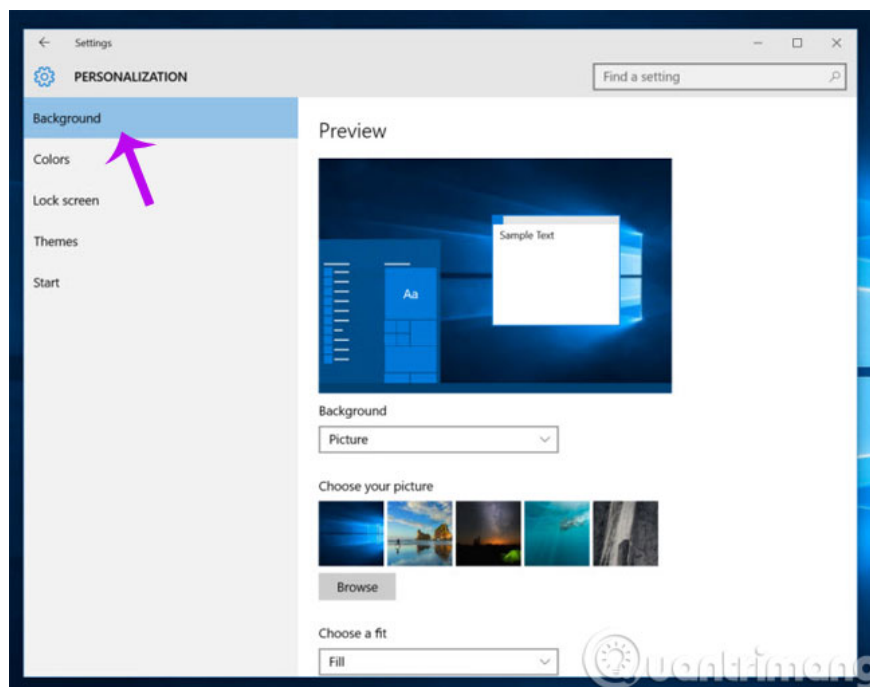 Settings
PERSONALIZATION
Find a setting
Background
Colors
Lock screen
Themes
Start
Preview
Sample Text
Aa
Background
Picture
Choose your picture
Browse
Choose a fit
Fill
Quantrimang